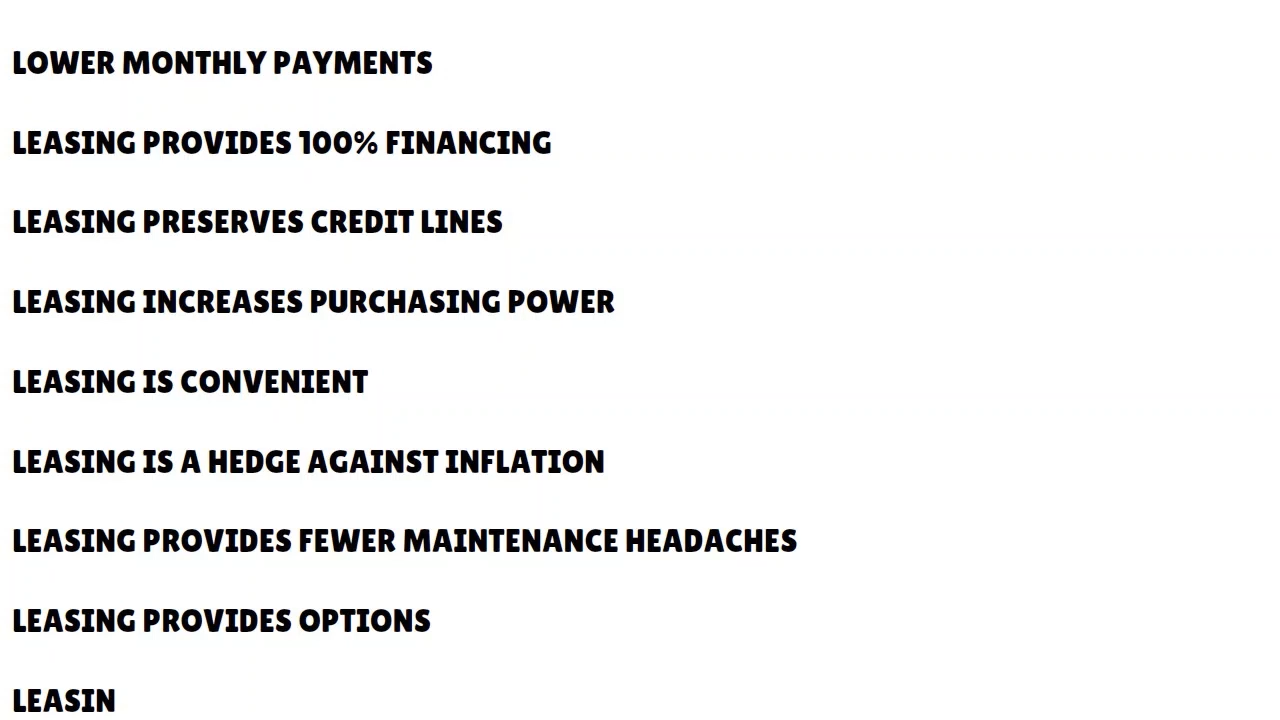 LOWER MONTHLY PAYMENTS
LEASING PROVIDES 100% FINANCING
LEASING PRESERVES CREDIT LINES
LEASING INCREASES PURCHASING POWER
LEASING IS CONVENIENT
LEASING IS A HEDGE AGAINST INFLATION
LEASING PROVIDES FEWER MAINTENANCE HEADACHES
LEASING PROVIDES OPTIONS
LEASIN